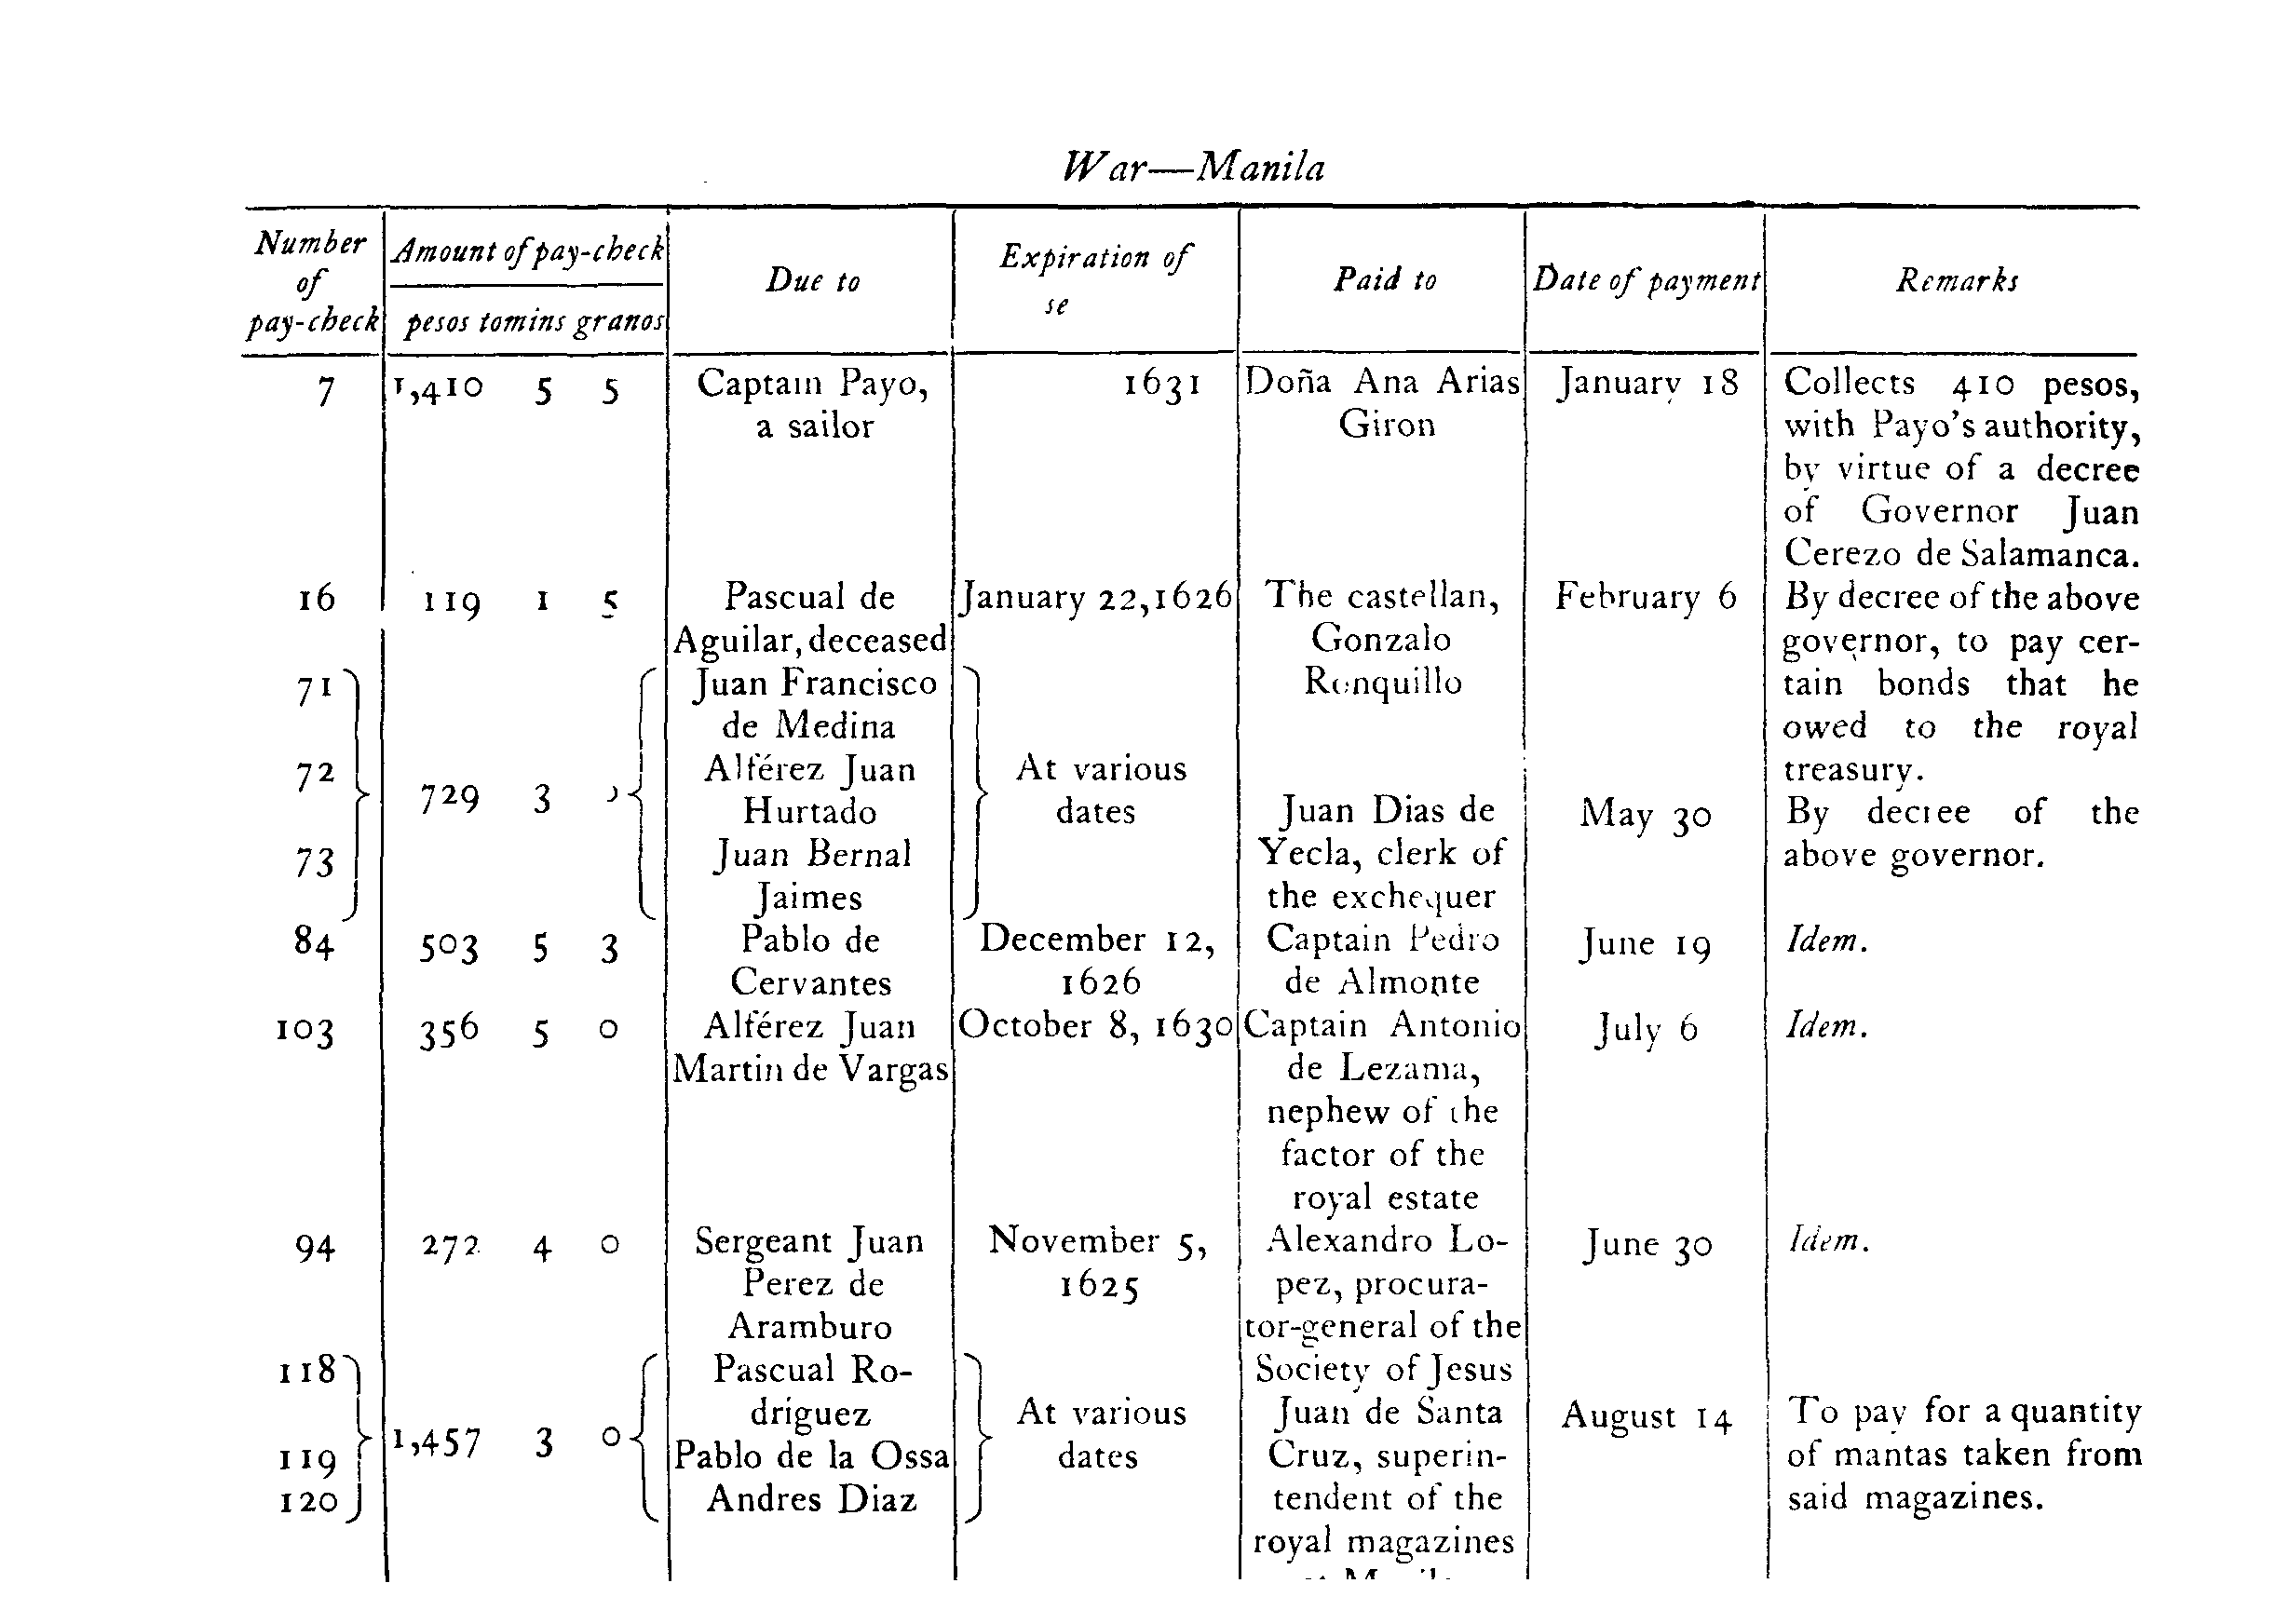 War—Manila
Number of pay-check | Amount of pay-check pesos tomins granos | Due to | Expiration of se | Paid to | Date of payment | Remarks
7 1,410 5 5 Captain Payo, 1631 Doña Ana Arias January 18 Collects 410 pesos,
a sailor Giron with Payo's authority,
by virtue of a decree
of Governor Juan
Cerezo de Salamanca.
16 119 1 5 Pascual de January 22, 1626 The castellan, February 6 By decree of the above
Aguilar, deceased Gonzalo governor, to pay cer-
71 Juan Francisco Ronquillo tain bonds that he
de Medina owed to the royal
72 Alférez Juan At various treasury.
729 3 Hurtado dates Juan Dias de May 30 By decree of the
73 Juan Bernal Yecla, clerk of above governor.
Jaimes the exchequer
84 503 5 3 Pablo de December 12, Captain Pedro June 19 Idem.
Cervantes 1626 de Almonte
103 356 5 0 Alférez Juan October 8, 1630 Captain Antonio July 6 Idem.
Martin de Vargas de Lezama,
nephew of the
factor of the
royal estate
94 272 4 0 Sergeant Juan November 5, Alexandro Lo- June 30 Idem.
Perez de 1625 pez, procura-
Aramburo tor-general of the
118 Pascual Ro- Society of Jesus
driguez At various Juan de Santa August 14 To pay for a quantity
119 1,457 3 0 Pablo de la Ossa dates Cruz, superin- of mantas taken from
120 Andres Diaz tendent of the said magazines.
royal magazines